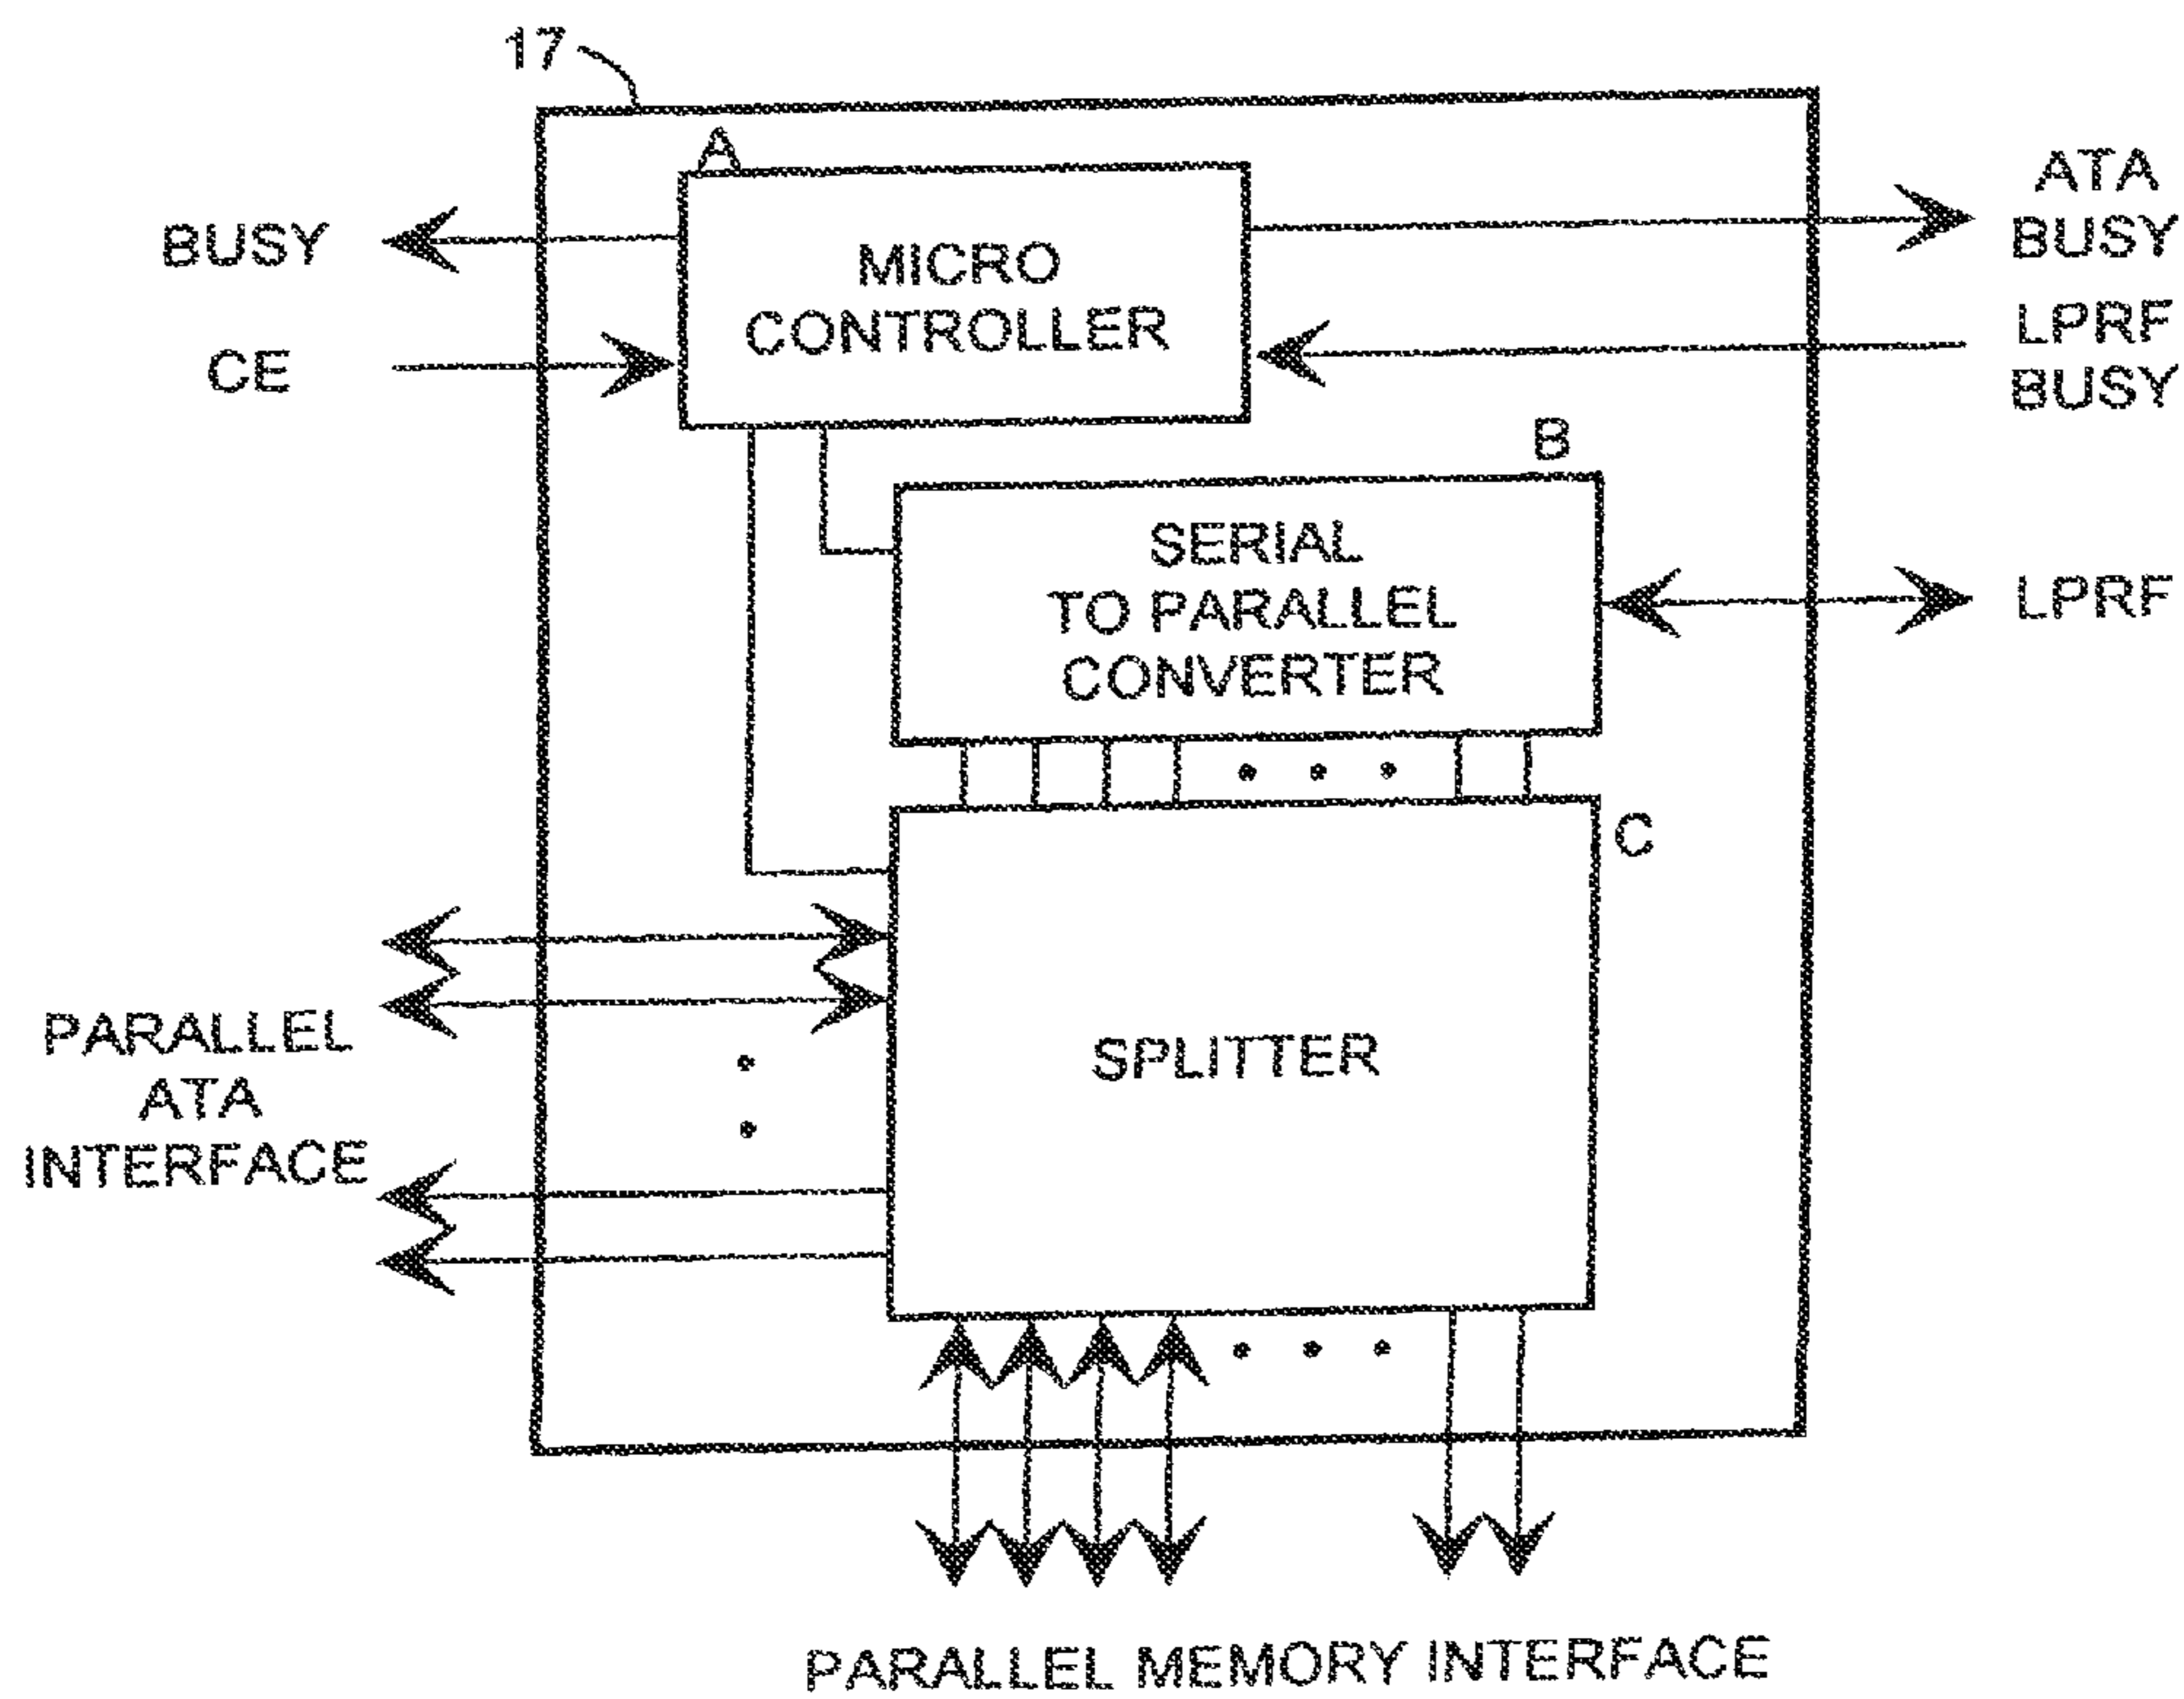 17
A
BUSY
CE
MICRO
CONTROLLER
ATA
BUSY
LPRF
BUSY
B
SERIAL
TO PARALLEL
CONVERTER
LPRF
C
SPLITTER
PARALLEL
ATA
INTERFACE
PARALLEL MEMORY INTERFACE